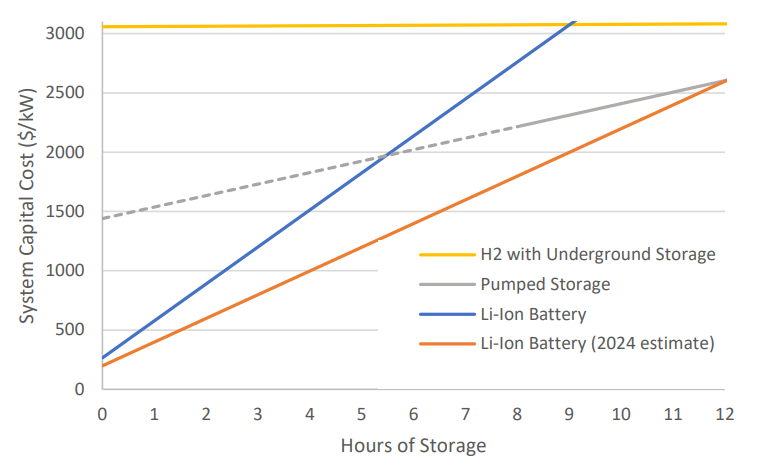 System Capital Cost ($/kW)
3000
2500
2000
1500
1000
500
0
H2 with Underground Storage
Pumped Storage
Li-Ion Battery
Li-Ion Battery (2024 estimate)
0 1 2 3 4 5 6 7 8 9 10 11 12
Hours of Storage